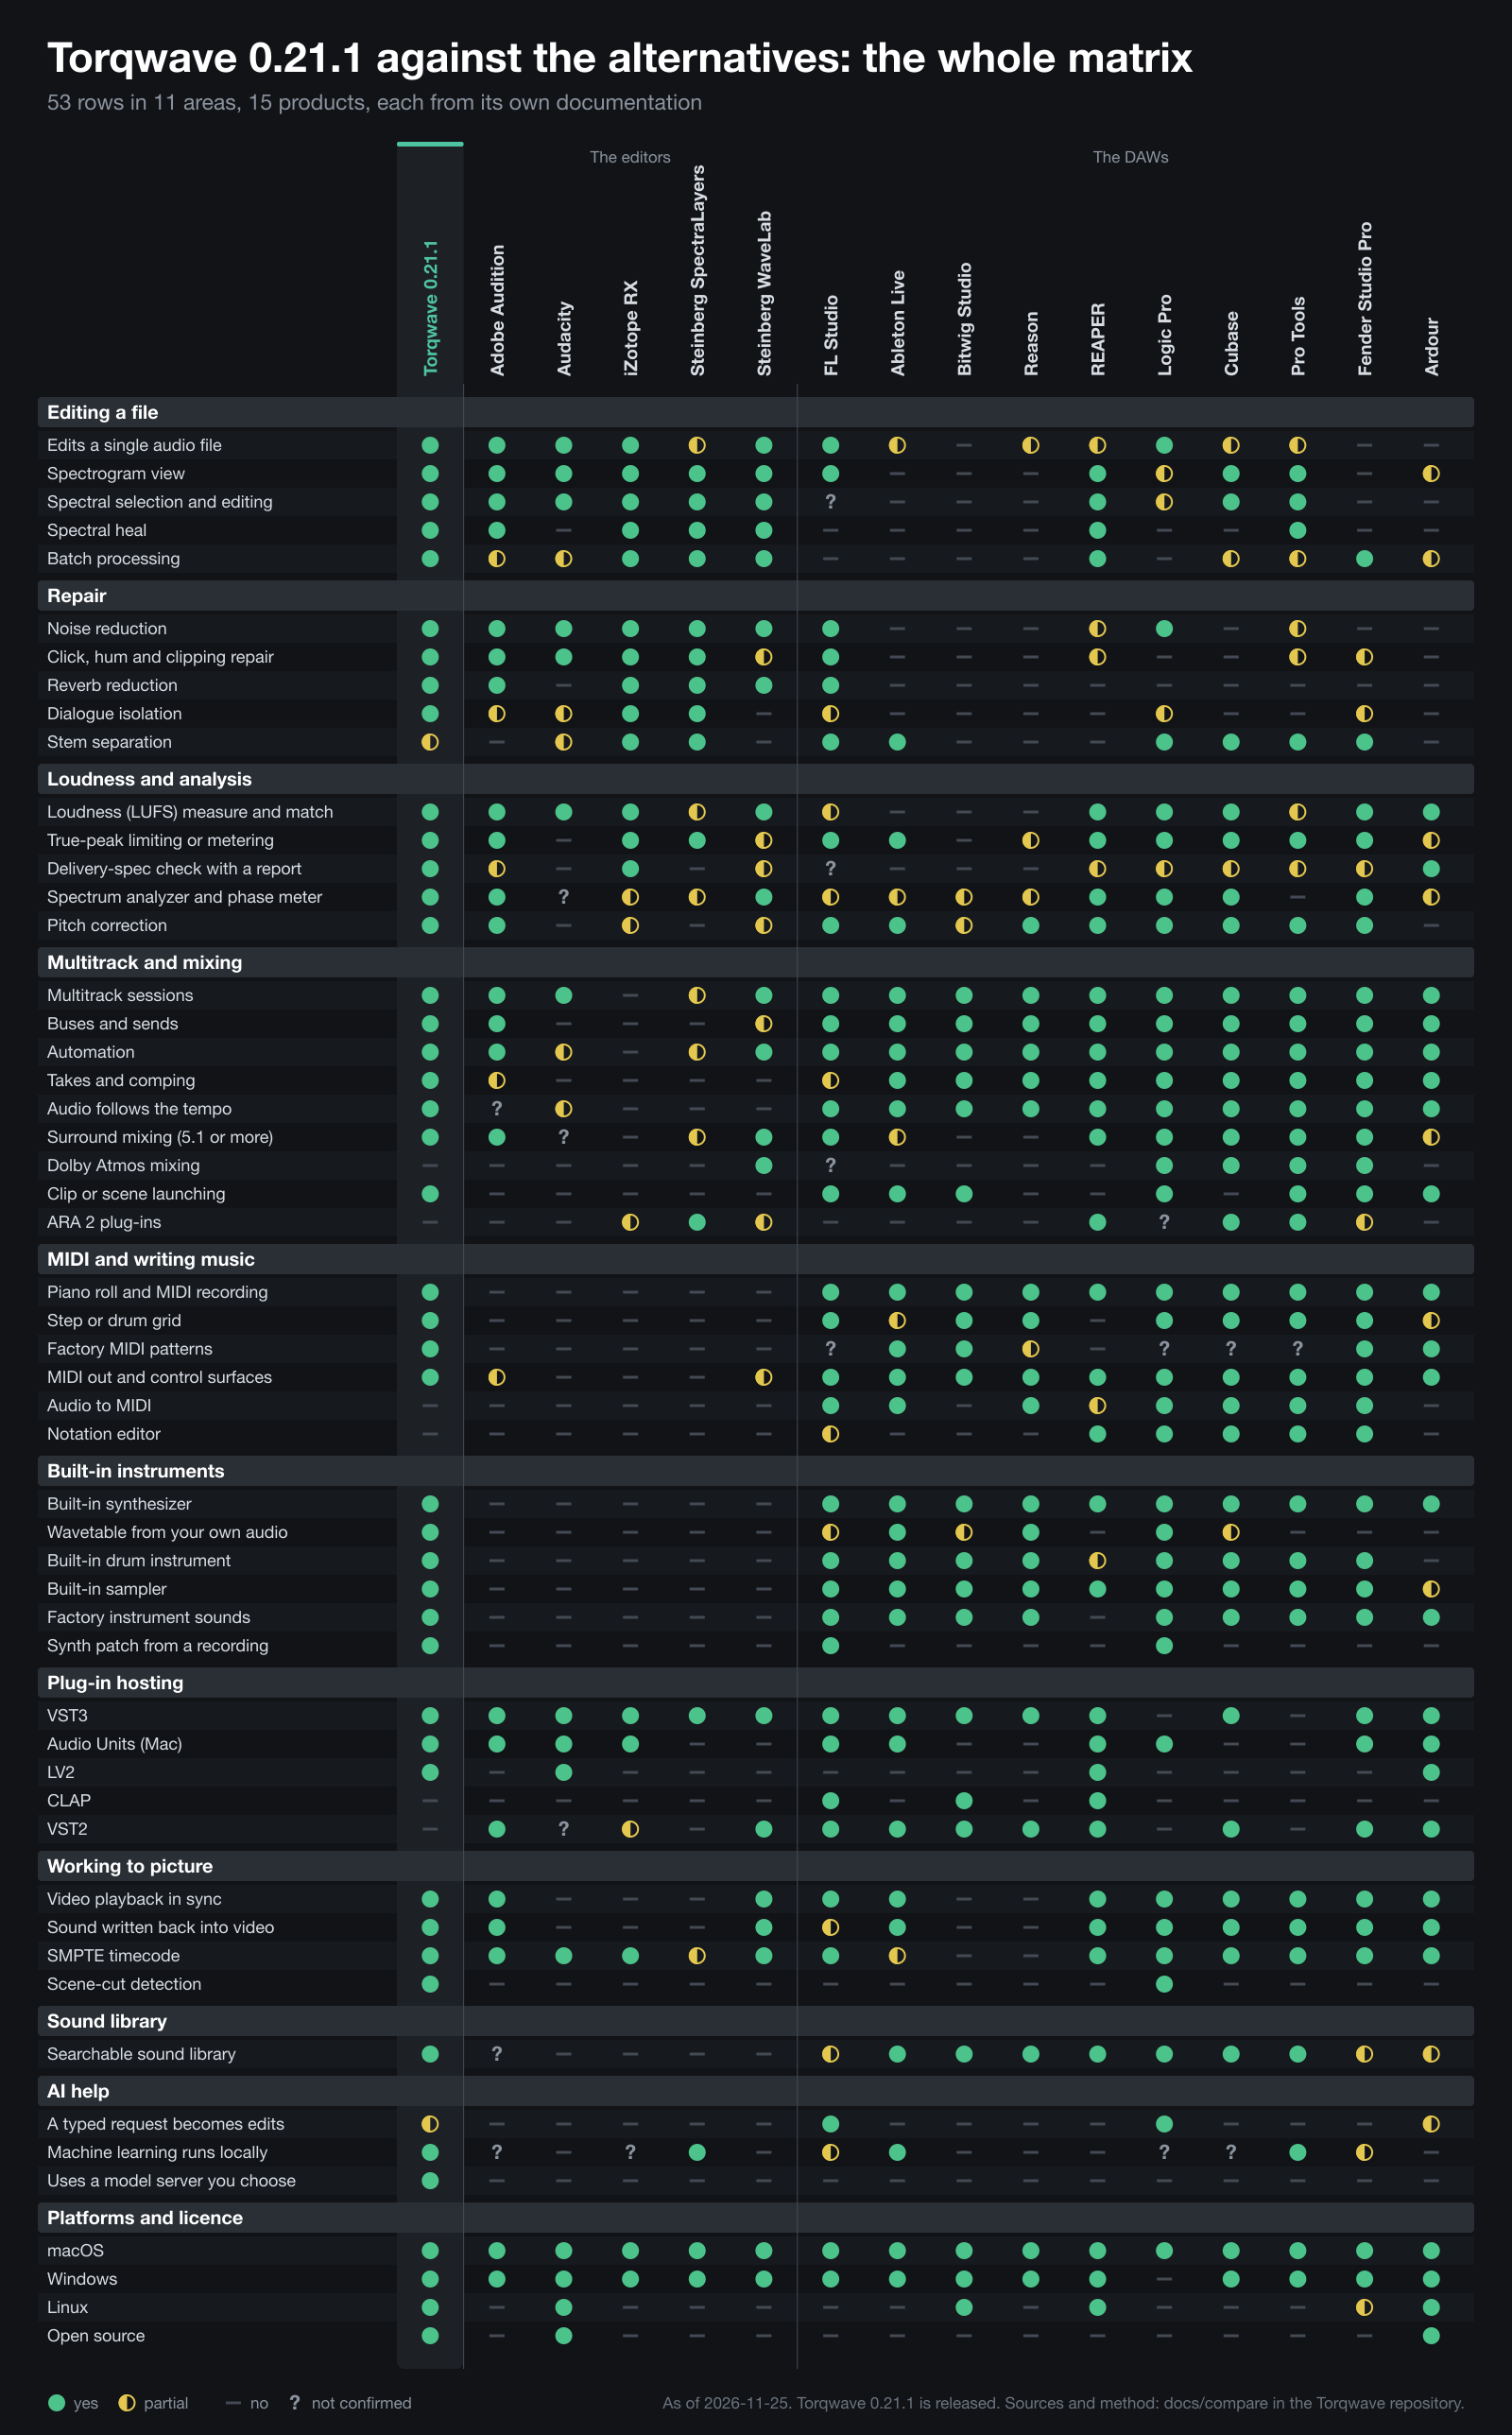 Torqwave 0.21.1 against the alternatives: the whole matrix
53 rows in 11 areas, 15 products, each from its own documentation
The editors
The DAWs
Torqwave 0.21.1
Adobe Audition
Audacity
iZotope RX
Steinberg SpectraLayers
Steinberg WaveLab
FL Studio
Ableton Live
Bitwig Studio
Reason
REAPER
Logic Pro
Cubase
Pro Tools
Fender Studio Pro
Ardour
Editing a file
Edits a single audio file
Spectrogram view
Spectral selection and editing
?
Spectral heal
Batch processing
Repair
Noise reduction
Click, hum and clipping repair
Reverb reduction
Dialogue isolation
Stem separation
Loudness and analysis
Loudness (LUFS) measure and match
True-peak limiting or metering
Delivery-spec check with a report
?
Spectrum analyzer and phase meter
?
Pitch correction
Multitrack and mixing
Multitrack sessions
Buses and sends
Automation
Takes and comping
Audio follows the tempo
?
Surround mixing (5.1 or more)
?
Dolby Atmos mixing
?
Clip or scene launching
ARA 2 plug-ins
?
MIDI and writing music
Piano roll and MIDI recording
Step or drum grid
Factory MIDI patterns
? ? ? ?
MIDI out and control surfaces
Audio to MIDI
Notation editor
Built-in instruments
Built-in synthesizer
Wavetable from your own audio
Built-in drum instrument
Built-in sampler
Factory instrument sounds
Synth patch from a recording
Plug-in hosting
VST3
Audio Units (Mac)
LV2
CLAP
VST2
?
Working to picture
Video playback in sync
Sound written back into video
SMPTE timecode
Scene-cut detection
Sound library
Searchable sound library
?
AI help
A typed request becomes edits
Machine learning runs locally
? ? ? ?
Uses a model server you choose
Platforms and licence
macOS
Windows
Linux
Open source
yes partial no ? not confirmed
As of 2026-11-25. Torqwave 0.21.1 is released. Sources and method: docs/compare in the Torqwave repository.